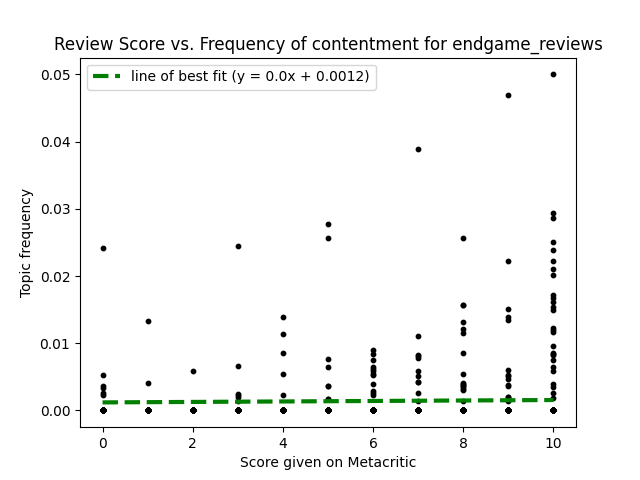 Review Score vs. Frequency of contentment for endgame_reviews
line of best fit (y = 0.0x + 0.0012)
0.05
0.04
0.03
0.02
0.01
0.00
Topic frequency
0 2 4 6 8 10
Score given on Metacritic